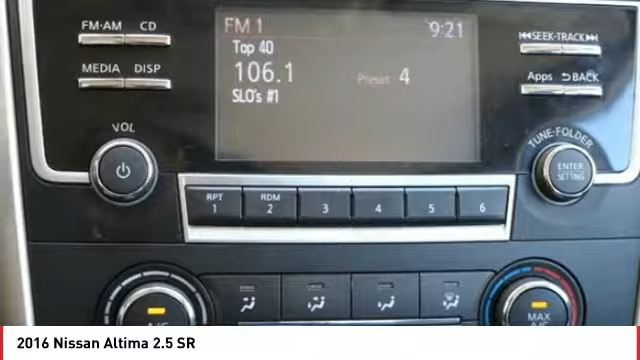 FM·AM CD
MEDIA DISP
FM 1 9:21
Top 40
106.1
Preset 4
SLO's #1
SEEK·TRACK
Apps BACK
VOL
TUNE·FOLDER
ENTER
SETTING
RPT
1
RDM
2
3
4
5
6
A/C
MAX
A/C
2016 Nissan Altima 2.5 SR